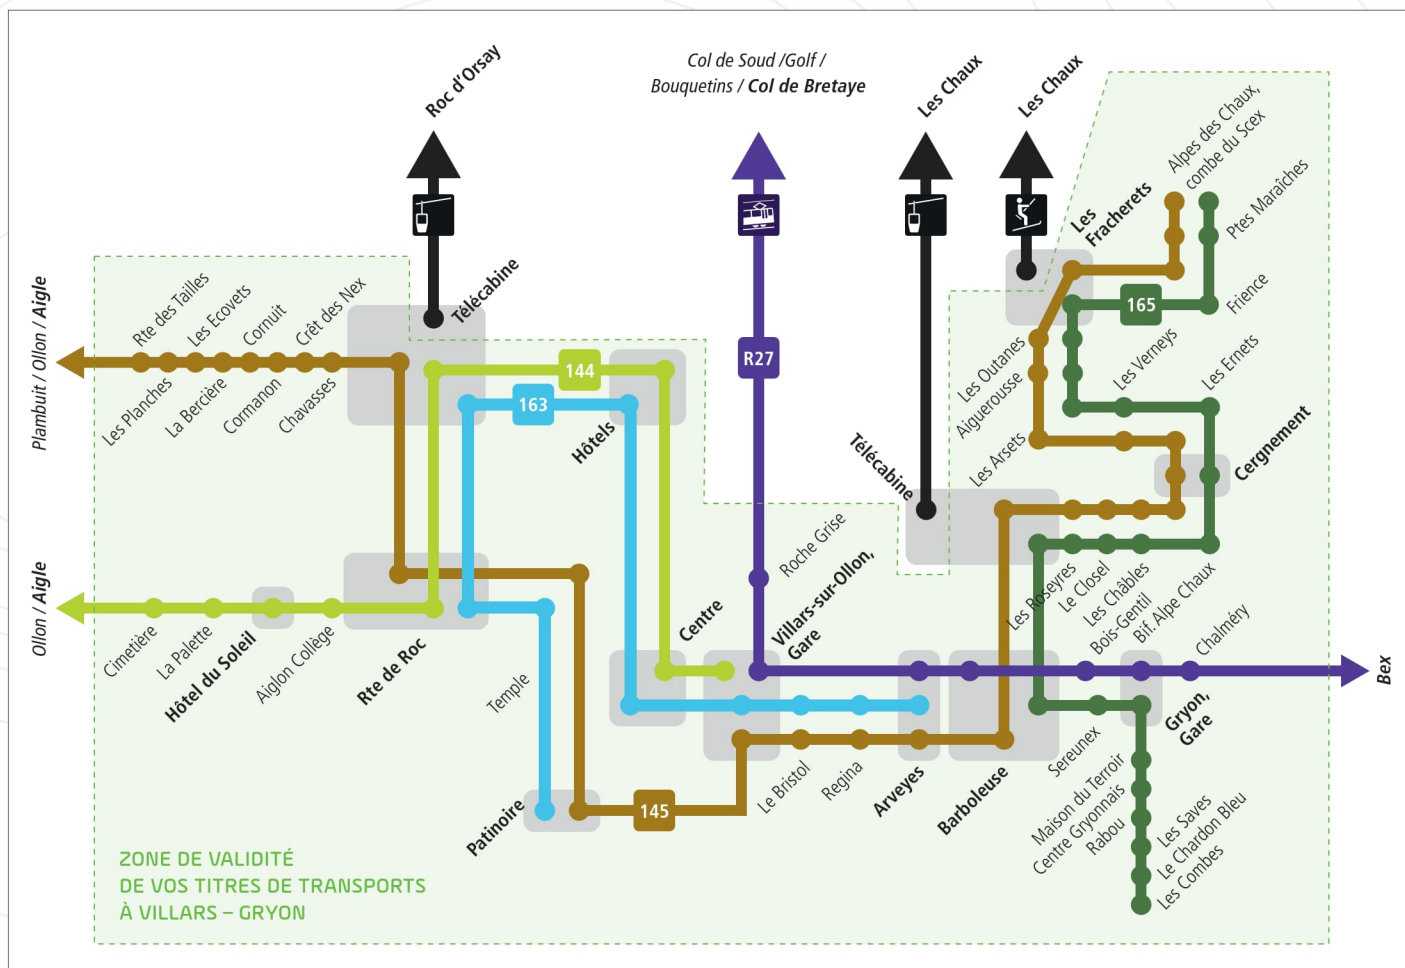 Roc d'Orsay
Col de Soud /Golf /
Bouquetins / Col de Bretaye
Les Chaux
Les Chaux
Alpes des Chaux,
combe du Scex
Ptes Maraîches
Les
Fracherets
165
Frience
Plambuit / Ollon / Aigle
Rte des Tailles
Les Ecovets
Cornuit
Crêt des Nex
Télécabine
Les Planches
La Bercière
Cormanon
Chavasses
144
163
Hôtels
R27
Les Outanes
Aiguerousse
Les Verneys
Les Ernets
Télécabine
Les Arsets
Cergnement
Roche Grise
Les Roseyres
Le Closel
Les Châbles
Bois-Gentil
Bif. Alpe Chaux
Chalméry
Ollon / Aigle
Cimetière
La Palette
Hôtel du Soleil
Aiglon Collège
Rte de Roc
Temple
Centre
Villars-sur-Ollon,
Gare
Bex
Gryon,
Gare
Patinoire
145
Le Bristol
Regina
Arveyes
Barboleuse
Sereunex
Maison du Terroir
Centre Gryonnais
Rabou
Les Saves
Le Chardon Bleu
Les Combes
ZONE DE VALIDITÉ
DE VOS TITRES DE TRANSPORTS
À VILLARS – GRYON